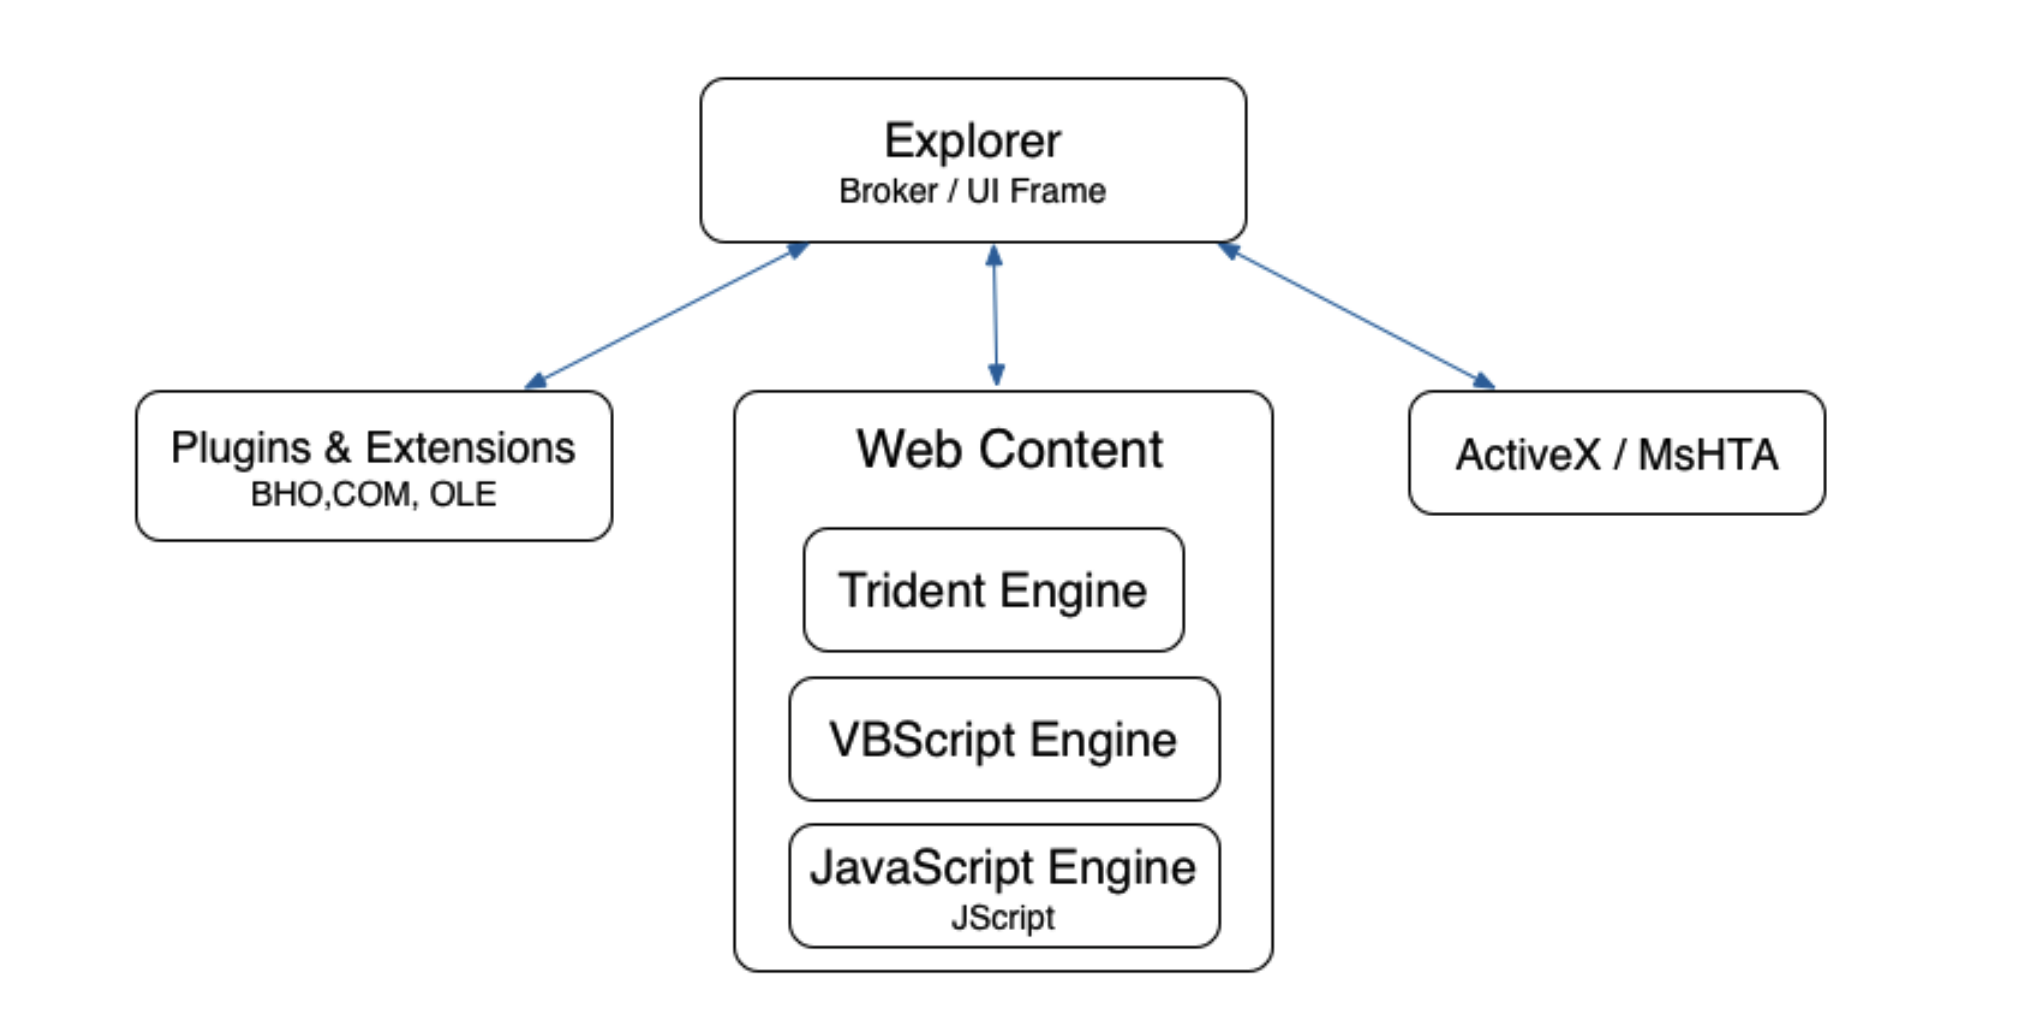 Explorer
Broker / UI Frame
Plugins & Extensions
BHO,COM, OLE
Web Content
Trident Engine
VBScript Engine
JavaScript Engine
JScript
ActiveX / MsHTA